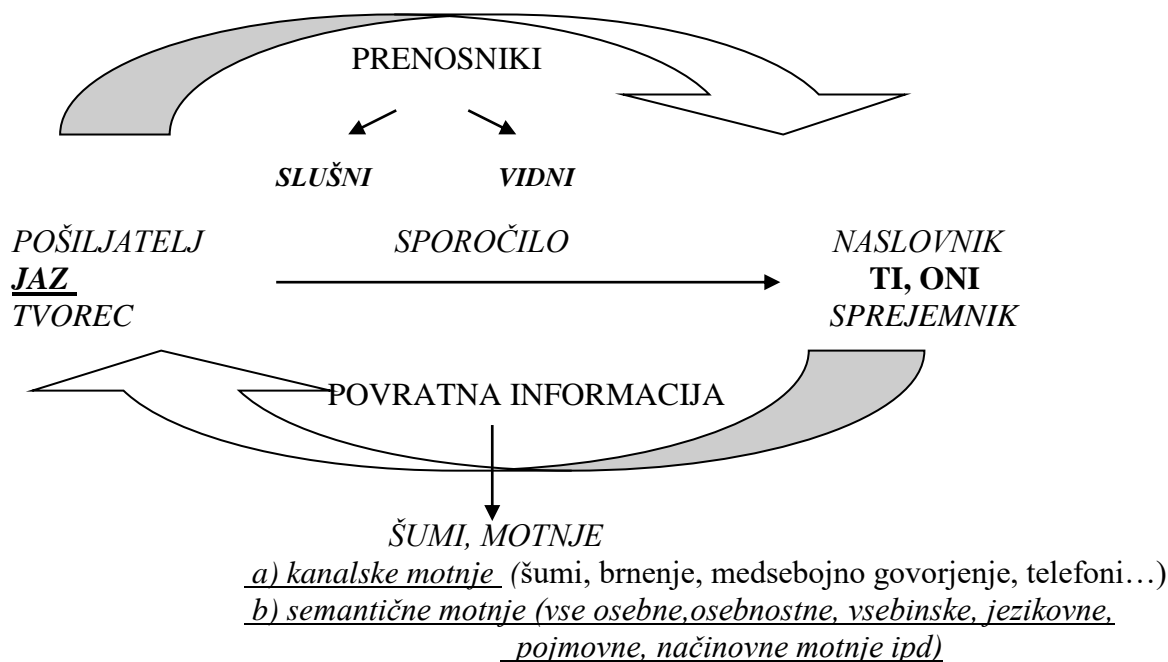 PRENOSNIKI
SLUŠNI VIDNI
POŠILJATELJ SPOROČILO NASLOVNIK
JAZ TI, ONI
TVOREC SPREJEMNIK
POVRATNA INFORMACIJA
ŠUMI, MOTNJE
a) kanalske motnje (šumi, brnenje, medsebojno govorjenje, telefoni…)
b) semantične motnje (vse osebne,osebnostne, vsebinske, jezikovne,
pojmovne, načinovne motnje ipd)